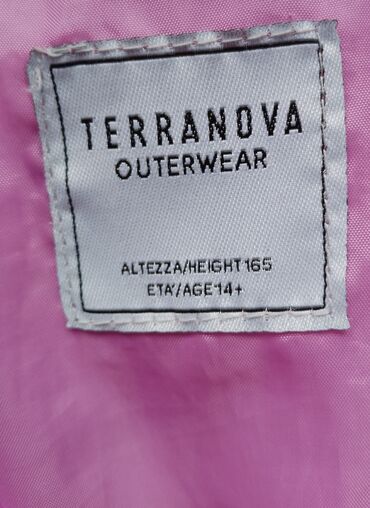 TERRANOVA
OUTERWEAR
ALTEZZA/HEIGHT 165
ETA'/AGE 14+